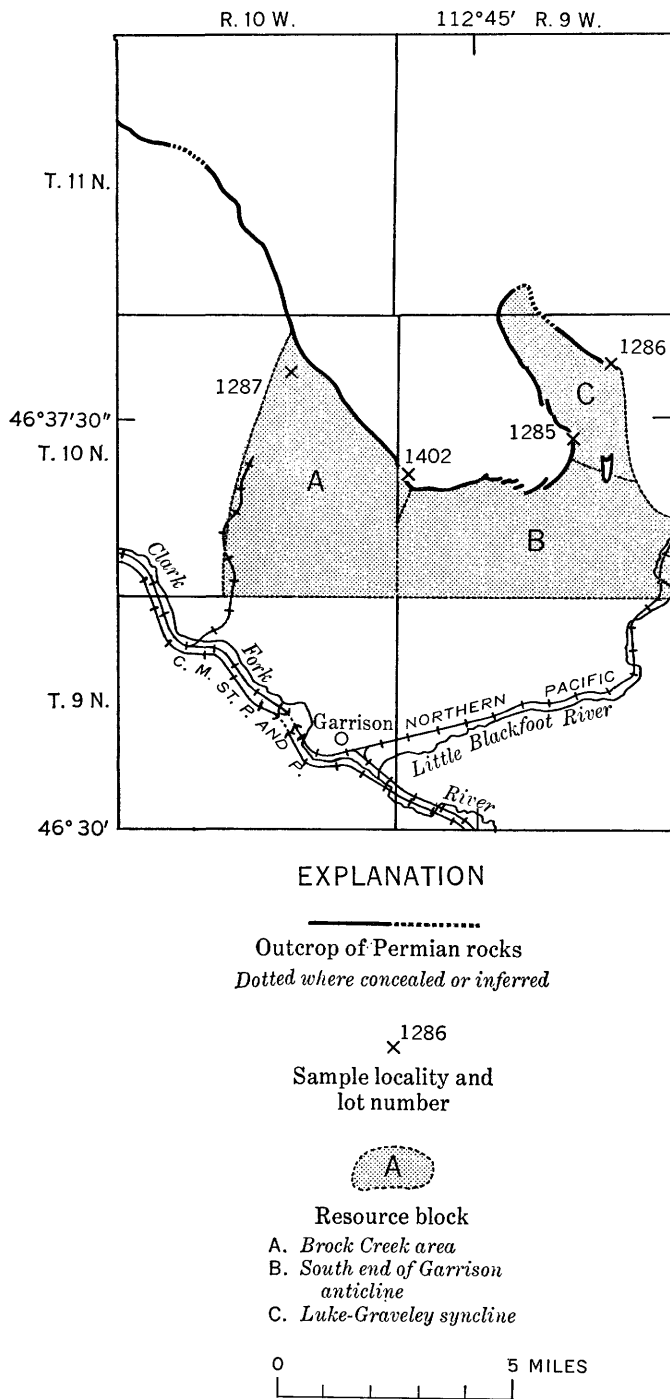 R. 10 W. 112°45′ R. 9 W.
T. 11 N.
1286
1287
C
46°37′30″
1285
T. 10 N.
1402
A
B
Clark
Fork
C. M. ST. P. AND P.
T. 9 N.
Garrison
NORTHERN PACIFIC
Little Blackfoot River
River
46° 30′
EXPLANATION
Outcrop of Permian rocks
Dotted where concealed or inferred
1286
Sample locality and
lot number
A
Resource block
A. Brock Creek area
B. South end of Garrison
anticline
C. Luke-Graveley syncline
0 5 MILES